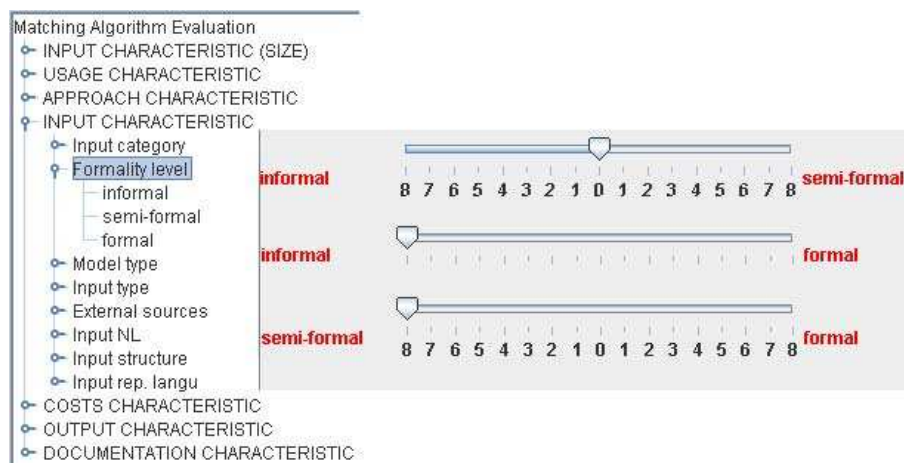 Matching Algorithm Evaluation
INPUT CHARACTERISTIC (SIZE)
USAGE CHARACTERISTIC
APPROACH CHARACTERISTIC
INPUT CHARACTERISTIC
Input category
Formality level
informal
semi-formal
formal
Model type
Input type
External sources
Input NL
Input structure
Input rep. langu
COSTS CHARACTERISTIC
OUTPUT CHARACTERISTIC
DOCUMENTATION CHARACTERISTIC
informal
8 7 6 5 4 3 2 1 0 1 2 3 4 5 6 7 8
semi-formal
informal
formal
semi-formal
8 7 6 5 4 3 2 1 0 1 2 3 4 5 6 7 8
formal